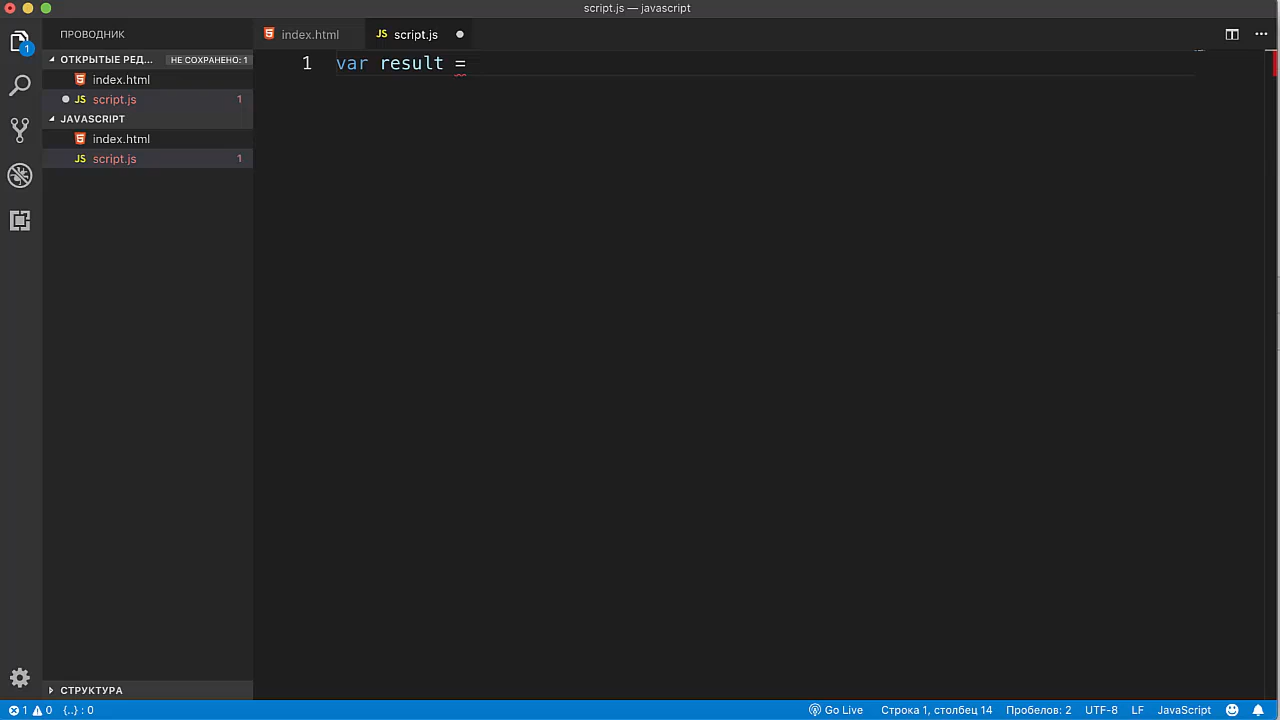 script.js — javascript
ПРОВОДНИК
index.html
JS script.js
1
ОТКРЫТЫЕ РЕД... НЕ СОХРАНЕНО: 1
index.html
JS script.js 1
JAVASCRIPT
index.html
JS script.js 1
1 var result =
СТРУКТУРА
1 0 {..} : 0 Go Live Строка 1, столбец 14 Пробелов: 2 UTF-8 LF JavaScript